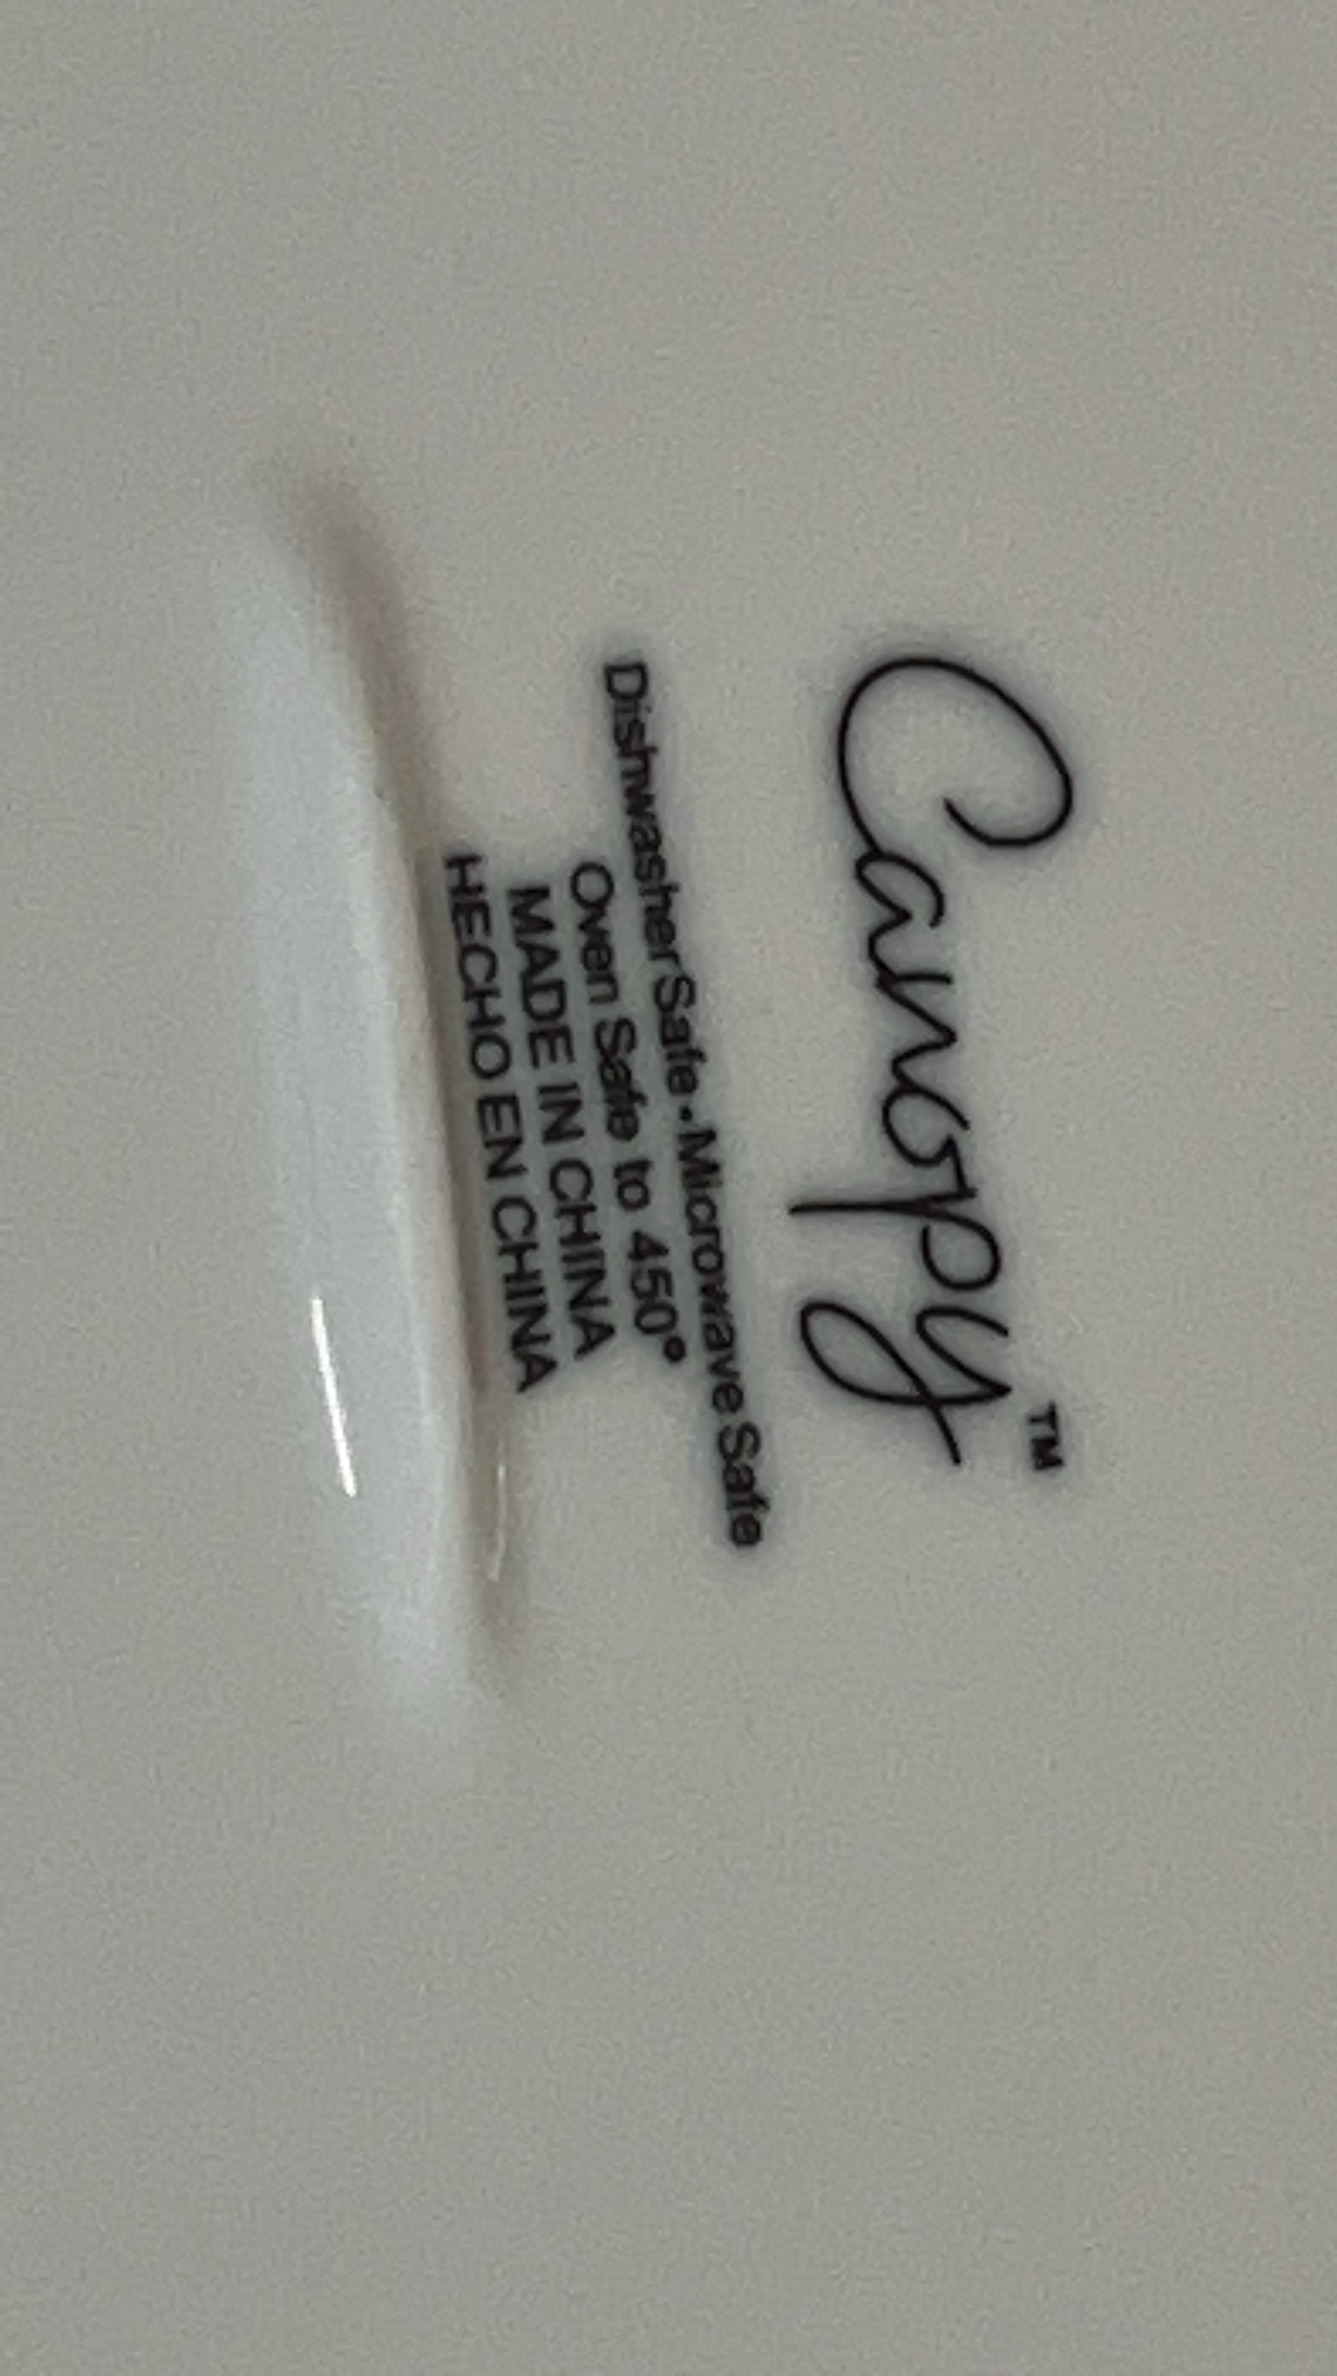 Canopy™
Dishwasher Safe • Microwave Safe
Oven Safe to 450°
MADE IN CHINA
HECHO EN CHINA